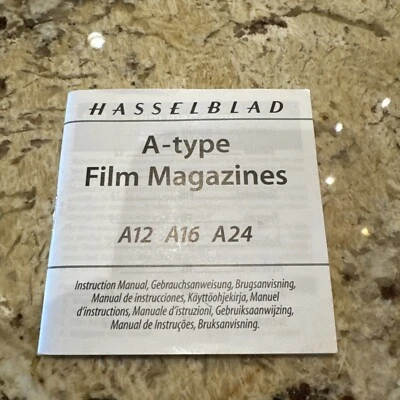 HASSELBLAD
A-type
Film Magazines
A12 A16 A24
Instruction Manual, Gebrauchsanweisung, Brugsanvisning,
Manual de instrucciones, Käyttöohjekirja, Manuel
d'instructions, Manuale d'istruzioni, Gebruiksaanwijzing,
Manual de Instruções, Bruksanvisning.